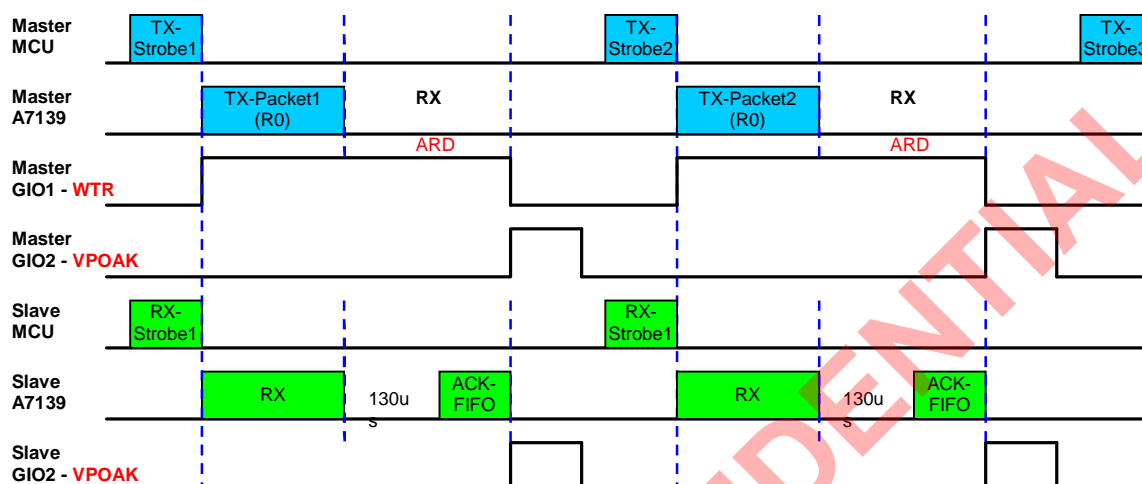 Master
MCU
TX-
Strobe1
TX-
Strobe2
TX-
Strobe3
Master
A7139
TX-Packet1
(R0)
RX
TX-Packet2
(R0)
RX
ARD
ARD
Master
GIO1 - WTR
Master
GIO2 - VPOAK
Slave
MCU
RX-
Strobe1
RX-
Strobe1
Slave
A7139
RX
130u
s
ACK-
FIFO
RX
130u
s
ACK-
FIFO
Slave
GIO2 - VPOAK
IDENTIAL